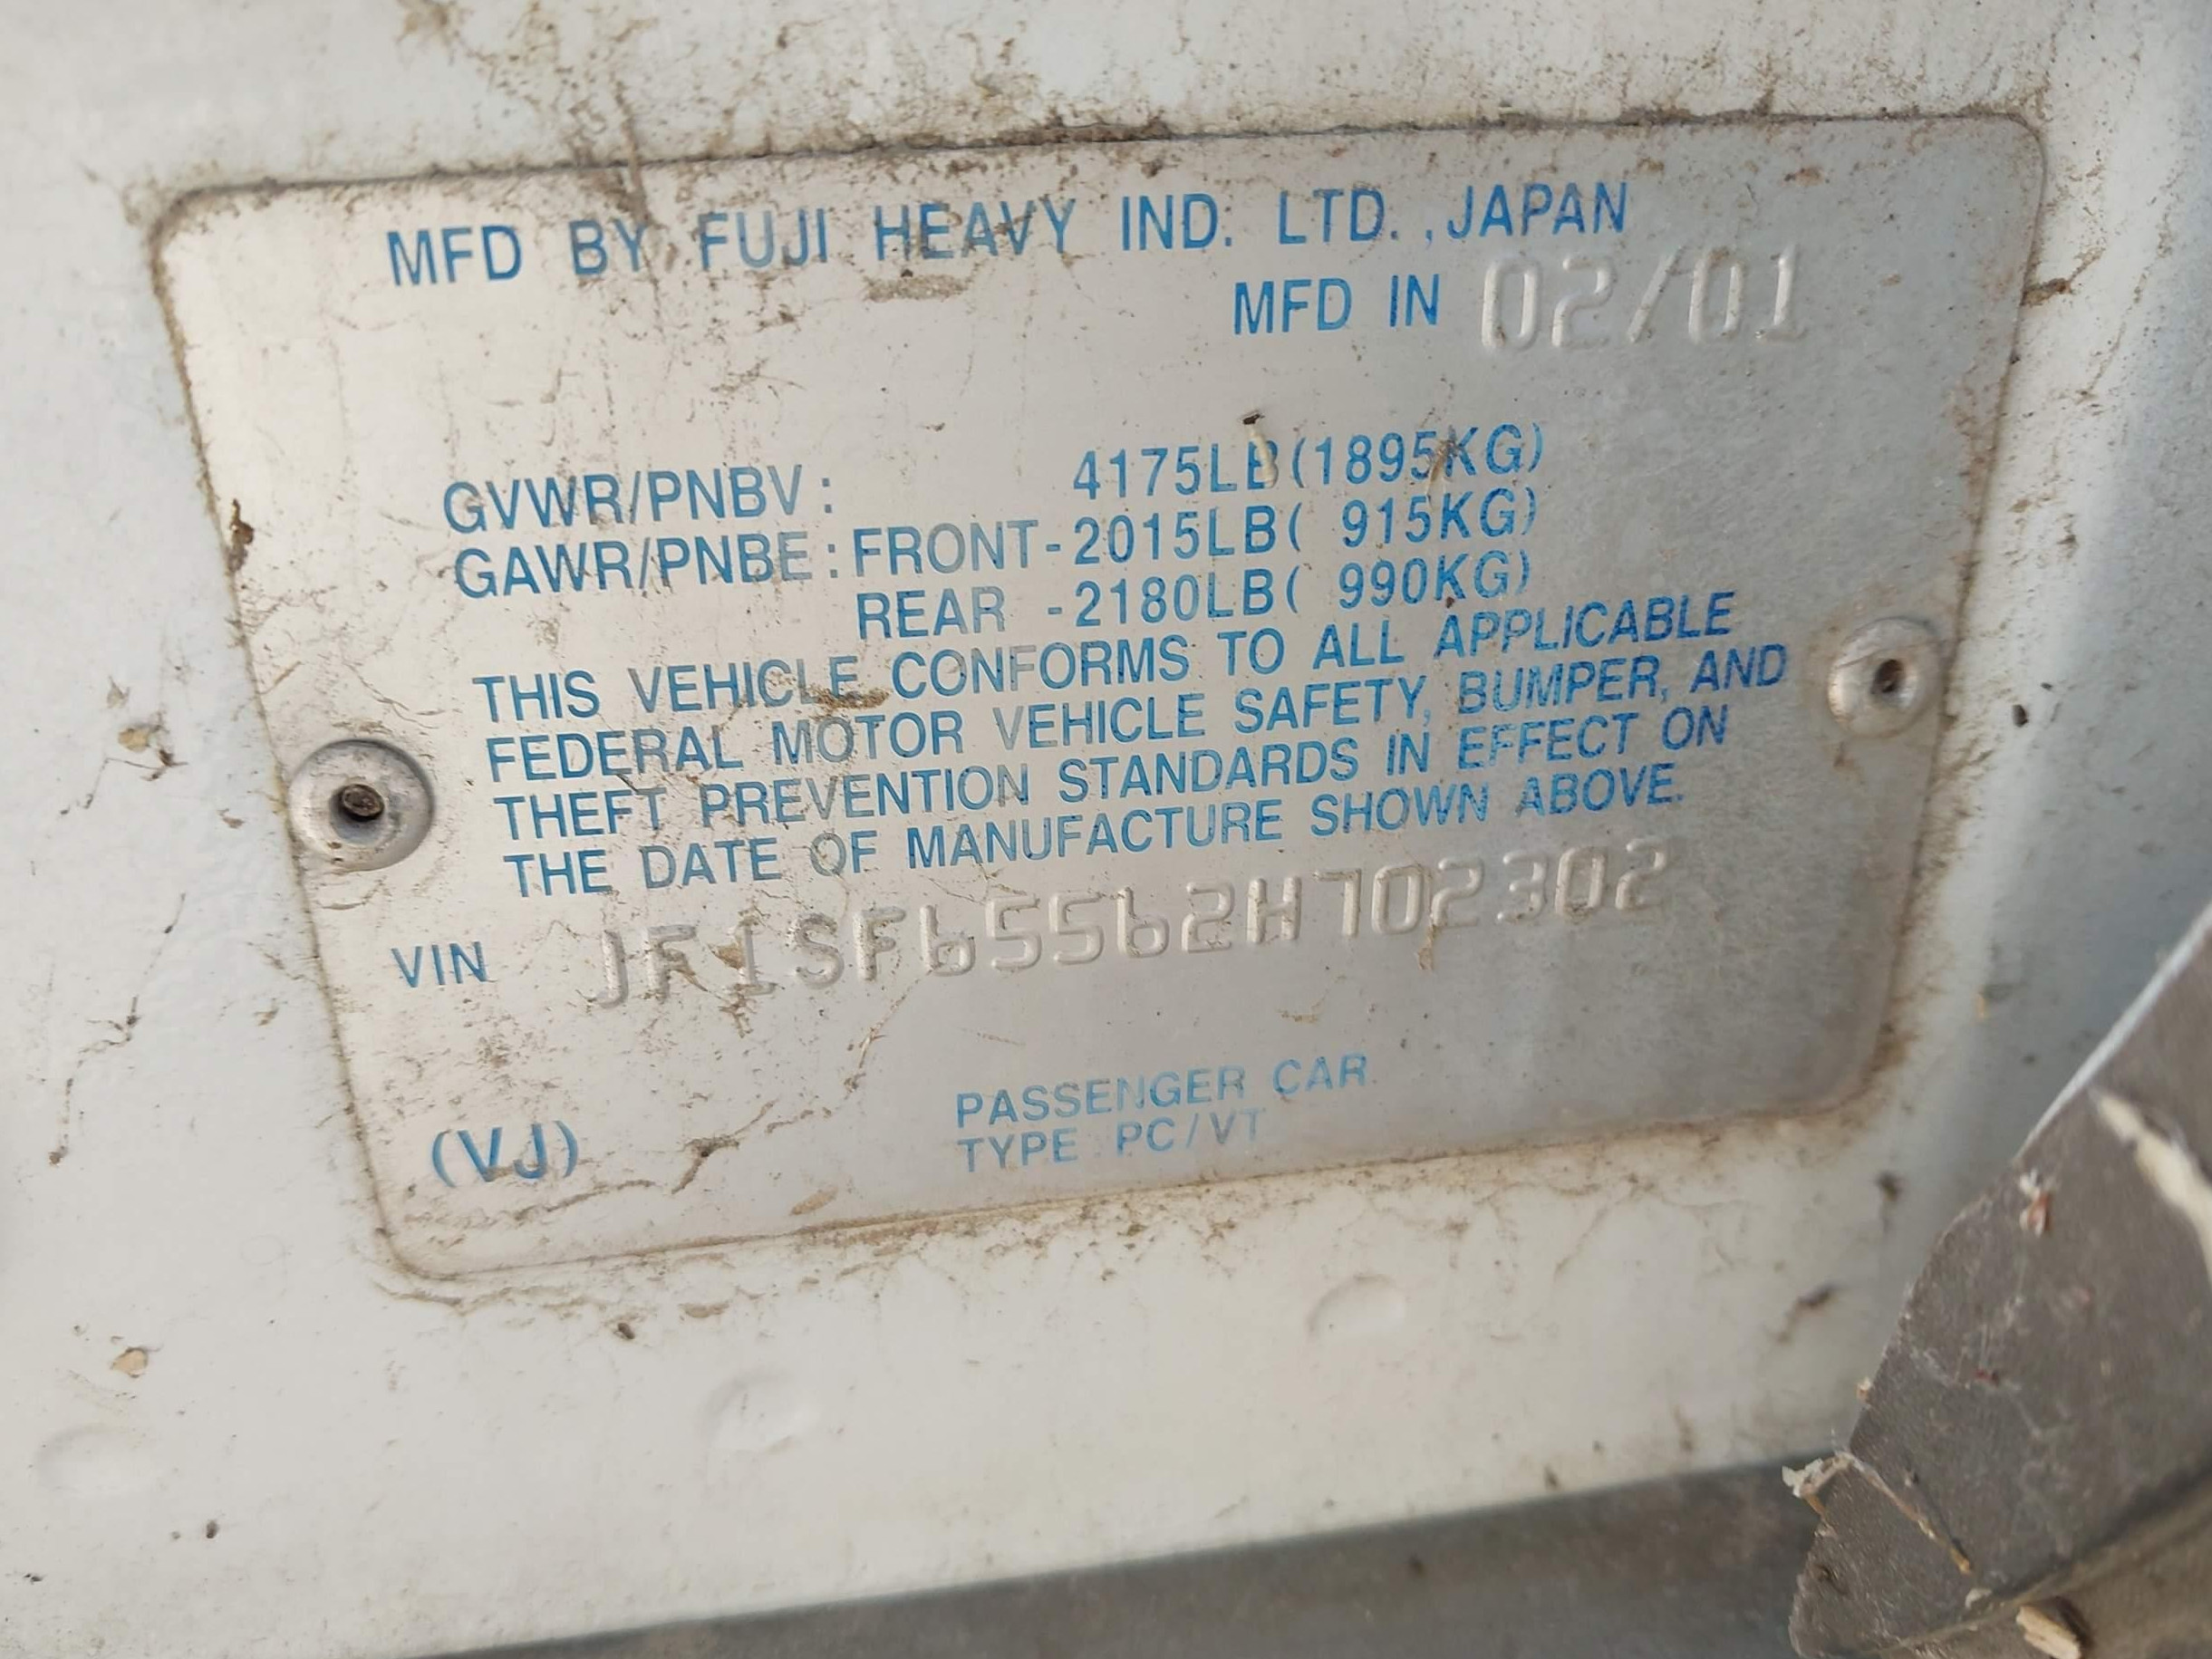 MFD BY FUJI HEAVY IND. LTD.,JAPAN
MFD IN 02/01
GVWR/PNBV: 4175LB(1895KG)
GAWR/PNBE:FRONT-2015LB( 915KG)
REAR -2180LB( 990KG)
THIS VEHICLE CONFORMS TO ALL APPLICABLE
FEDERAL MOTOR VEHICLE SAFETY, BUMPER, AND
THEFT PREVENTION STANDARDS IN EFFECT ON
THE DATE OF MANUFACTURE SHOWN ABOVE.
VIN JF1SF65562H702302
PASSENGER CAR
(VJ) TYPE PC/VT